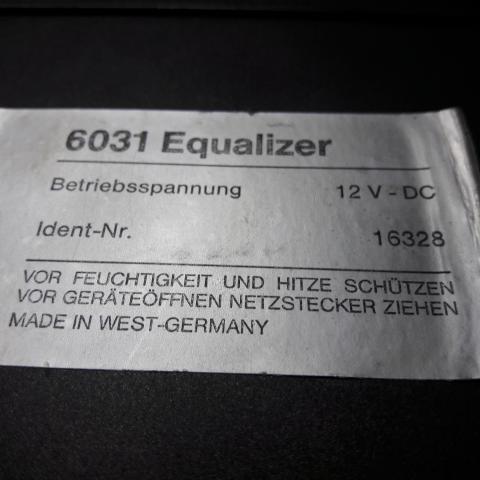 6031 Equalizer
Betriebsspannung 12 V - DC
Ident-Nr. 16328
VOR FEUCHTIGKEIT UND HITZE SCHÜTZEN
VOR GERÄTEÖFFNEN NETZSTECKER ZIEHEN
MADE IN WEST-GERMANY